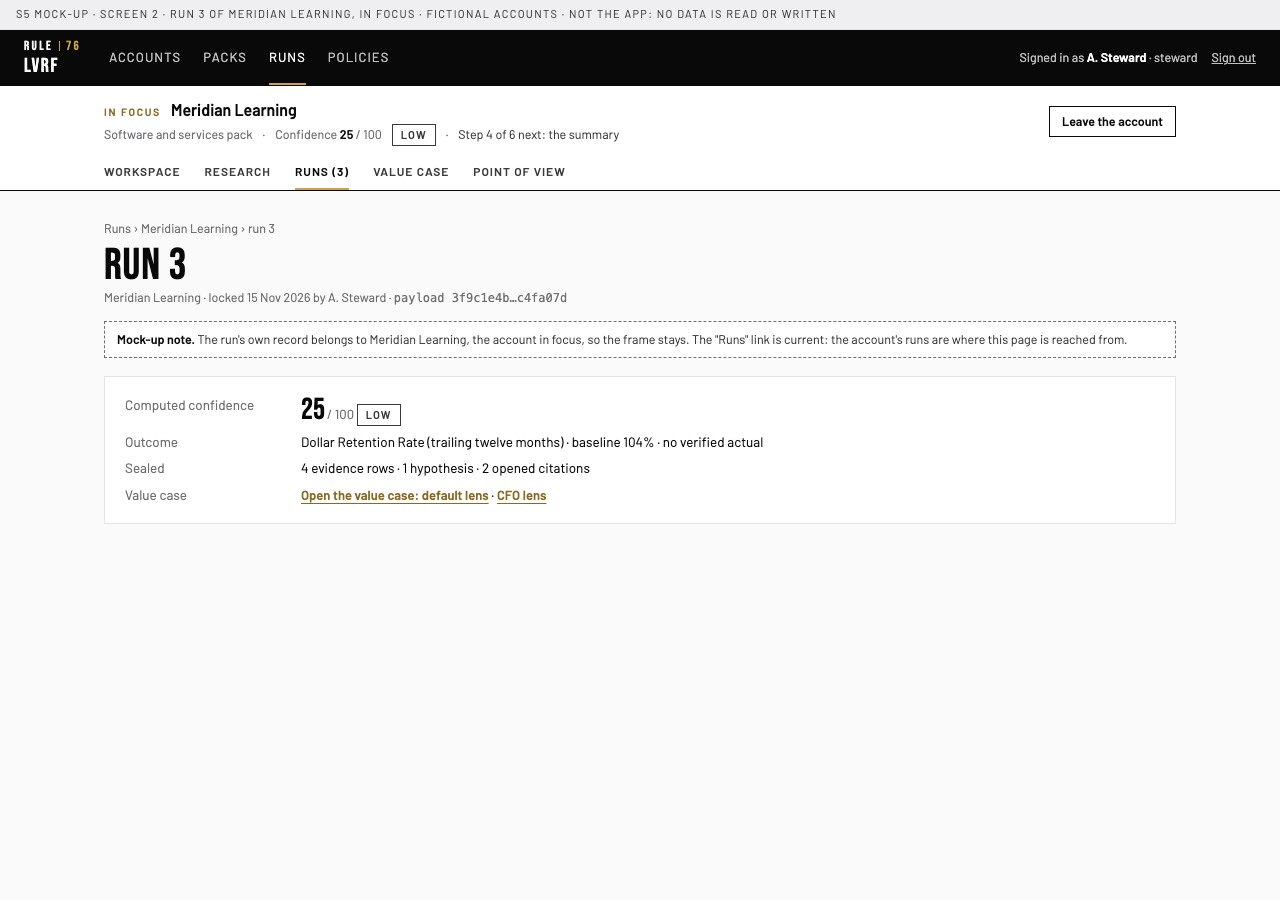 S5 MOCK-UP · SCREEN 2 · RUN 3 OF MERIDIAN LEARNING, IN FOCUS · FICTIONAL ACCOUNTS · NOT THE APP: NO DATA IS READ OR WRITTEN
RULE | 76
LVRF
ACCOUNTS PACKS RUNS POLICIES
Signed in as A. Steward · steward Sign out
IN FOCUS Meridian Learning
Software and services pack · Confidence 25 / 100 LOW · Step 4 of 6 next: the summary
Leave the account
WORKSPACE RESEARCH RUNS (3) VALUE CASE POINT OF VIEW
Runs › Meridian Learning › run 3
RUN 3
Meridian Learning · locked 15 Nov 2026 by A. Steward · payload 3f9c1e4b…c4fa07d
Mock-up note. The run's own record belongs to Meridian Learning, the account in focus, so the frame stays. The "Runs" link is current: the account's runs are where this page is reached from.
Computed confidence 25 / 100 LOW
Outcome Dollar Retention Rate (trailing twelve months) · baseline 104% · no verified actual
Sealed 4 evidence rows · 1 hypothesis · 2 opened citations
Value case Open the value case: default lens · CFO lens